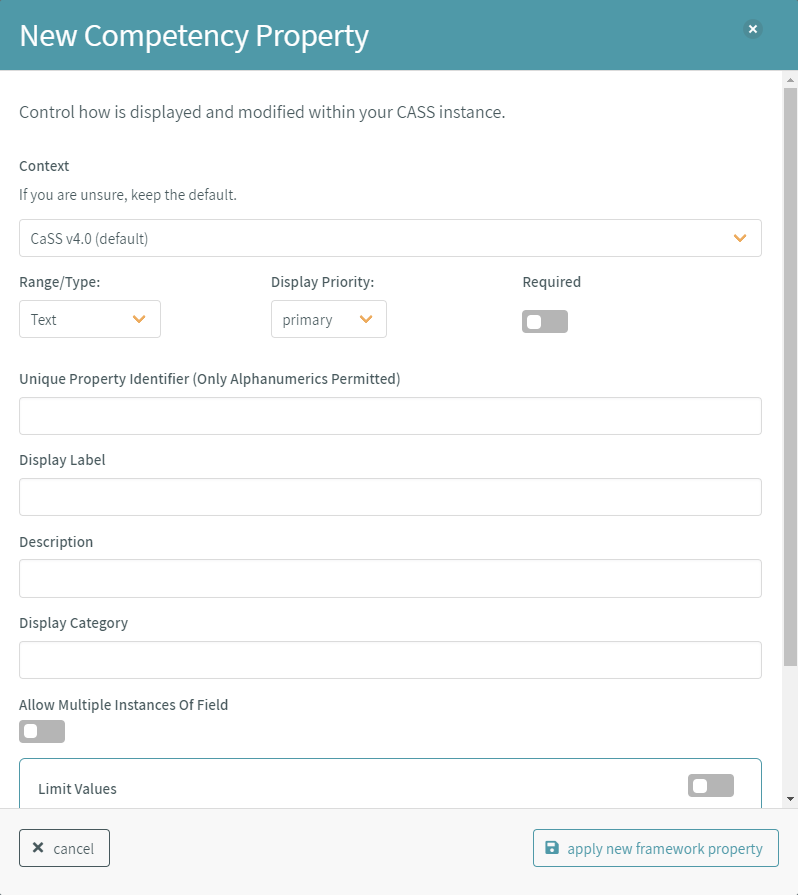 New Competency Property
Control how is displayed and modified within your CASS instance.
Context
If you are unsure, keep the default.
CaSS v4.0 (default)
Range/Type: Display Priority: Required
Text primary
Unique Property Identifier (Only Alphanumerics Permitted)
Display Label
Description
Display Category
Allow Multiple Instances Of Field
Limit Values
cancel apply new framework property